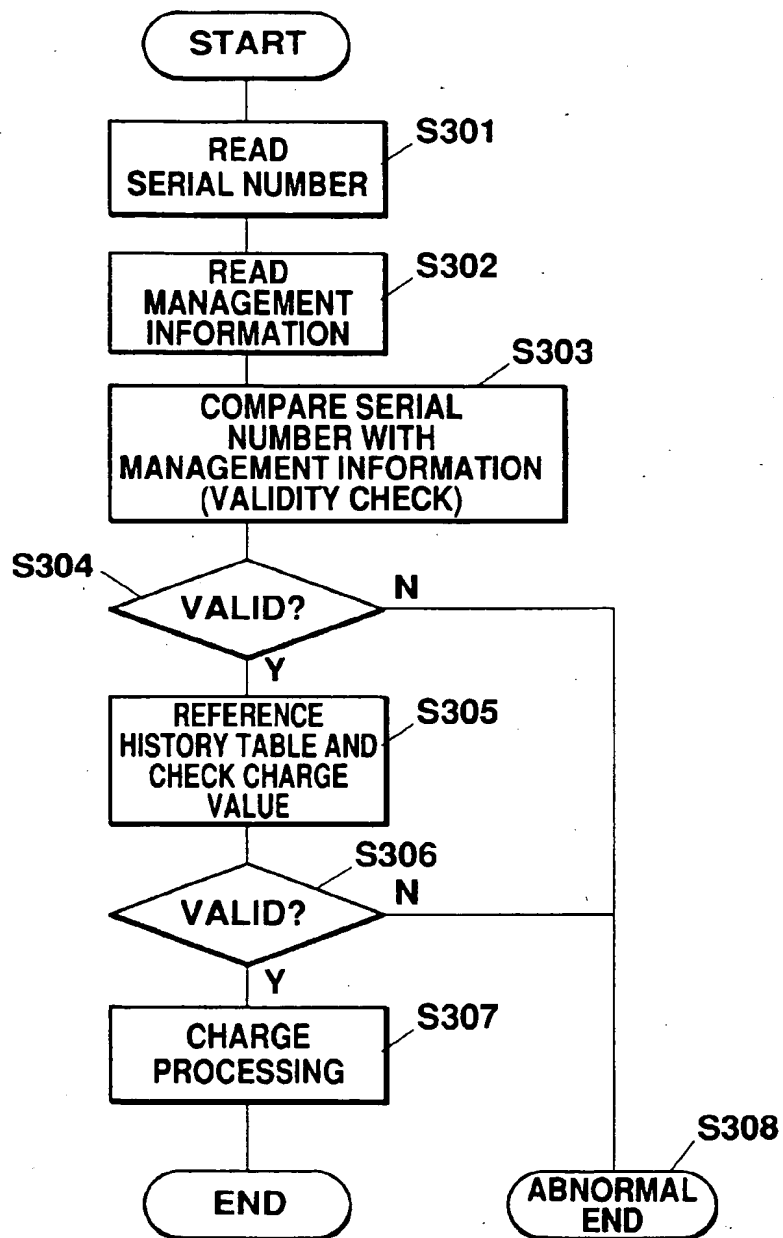 START
S301
READ
SERIAL NUMBER
S302
READ
MANAGEMENT
INFORMATION
S303
COMPARE SERIAL
NUMBER WITH
MANAGEMENT INFORMATION
(VALIDITY CHECK)
S304
VALID?
N
Y
S305
REFERENCE
HISTORY TABLE AND
CHECK CHARGE
VALUE
S306
VALID?
N
Y
S307
CHARGE
PROCESSING
S308
END
ABNORMAL
END